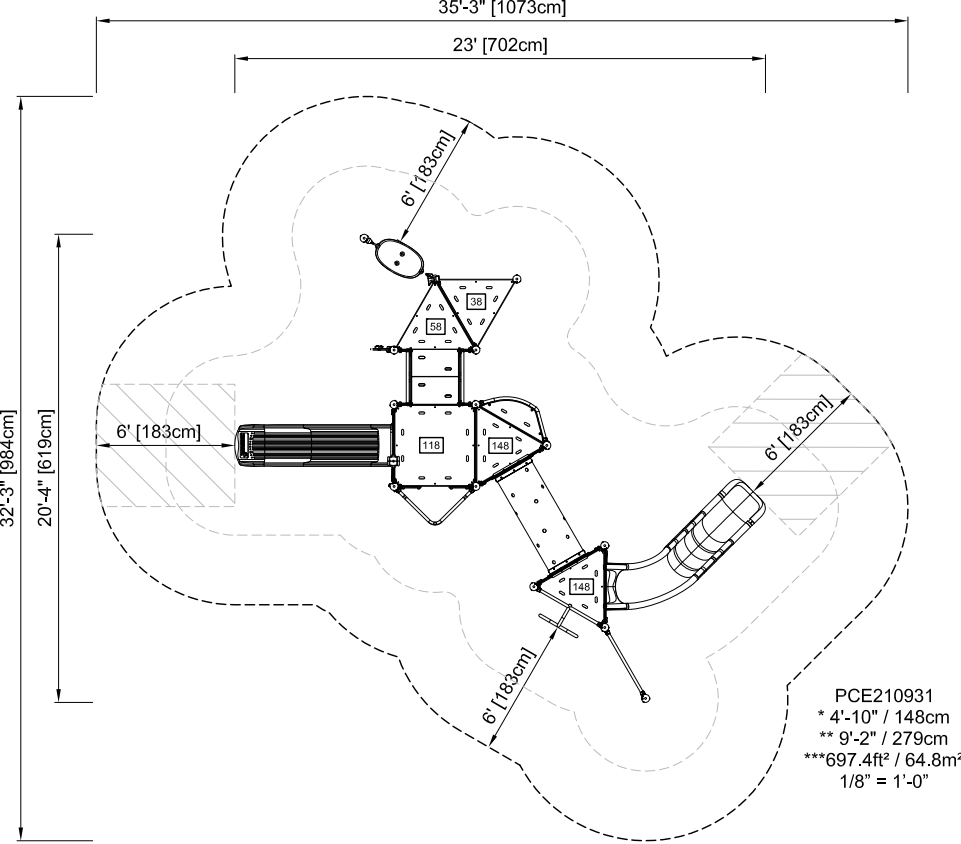 35'-3" [1073cm]
23' [702cm]
6' [183cm]
38
58
32'-3" [984cm]
20'-4" [619cm]
6' [183cm]
118
148
6' [183cm]
148
6' [183cm]
PCE210931
* 4'-10" / 148cm
** 9'-2" / 279cm
***697.4ft² / 64.8m²
1/8” = 1’-0”